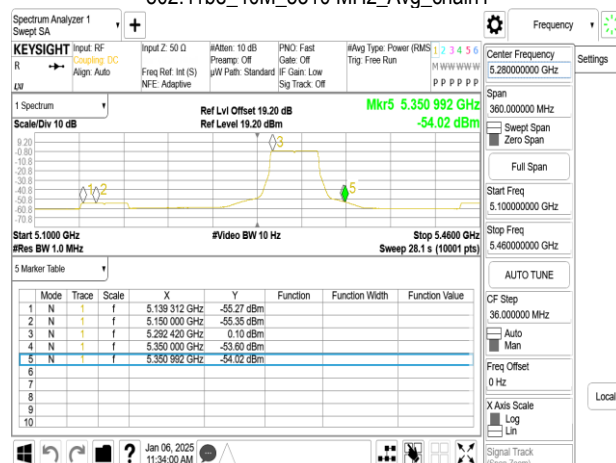 Spectrum Analyzer 1
Swept SA
Frequency
KEYSIGHT
R
LXI
Input: RF
Coupling: DC
Align: Auto
Input Z: 50 Ω
Freq Ref: Int (S)
NFE: Adaptive
#Atten: 10 dB
Preamp: Off
µW Path: Standard
PNO: Fast
Gate: Off
IF Gain: Low
Sig Track: Off
#Avg Type: Power (RMS
Trig: Free Run
1 2 3 4 5 6
M W W W W W
P P P P P P
Center Frequency
5.280000000 GHz
Settings
Span
360.000000 MHz
Swept Span
Zero Span
Full Span
Start Freq
5.100000000 GHz
Stop Freq
5.460000000 GHz
AUTO TUNE
CF Step
36.000000 MHz
Auto
Man
Freq Offset
0 Hz
X Axis Scale
Log
Lin
Signal Track
Local
1 Spectrum
Scale/Div 10 dB
Ref Lvl Offset 19.20 dB
Ref Level 19.20 dBm
Mkr5 5.350 992 GHz
-54.02 dBm
9.20
-0.80
-10.8
-20.8
-30.8
-40.8
-50.8
-60.8
-70.8
1 2 3 5
Start 5.1000 GHz
#Res BW 1.0 MHz
#Video BW 10 Hz
Stop 5.4600 GHz
Sweep 28.1 s (10001 pts)
5 Marker Table
Mode Trace Scale X Y Function Function Width Function Value
1 N 1 f 5.139 312 GHz -55.27 dBm
2 N 1 f 5.150 000 GHz -55.35 dBm
3 N 1 f 5.292 420 GHz 0.10 dBm
4 N 1 f 5.350 000 GHz -53.60 dBm
5 N 1 f 5.350 992 GHz -54.02 dBm
6
7
8
9
10
Jan 06, 2025
11:34:00 AM